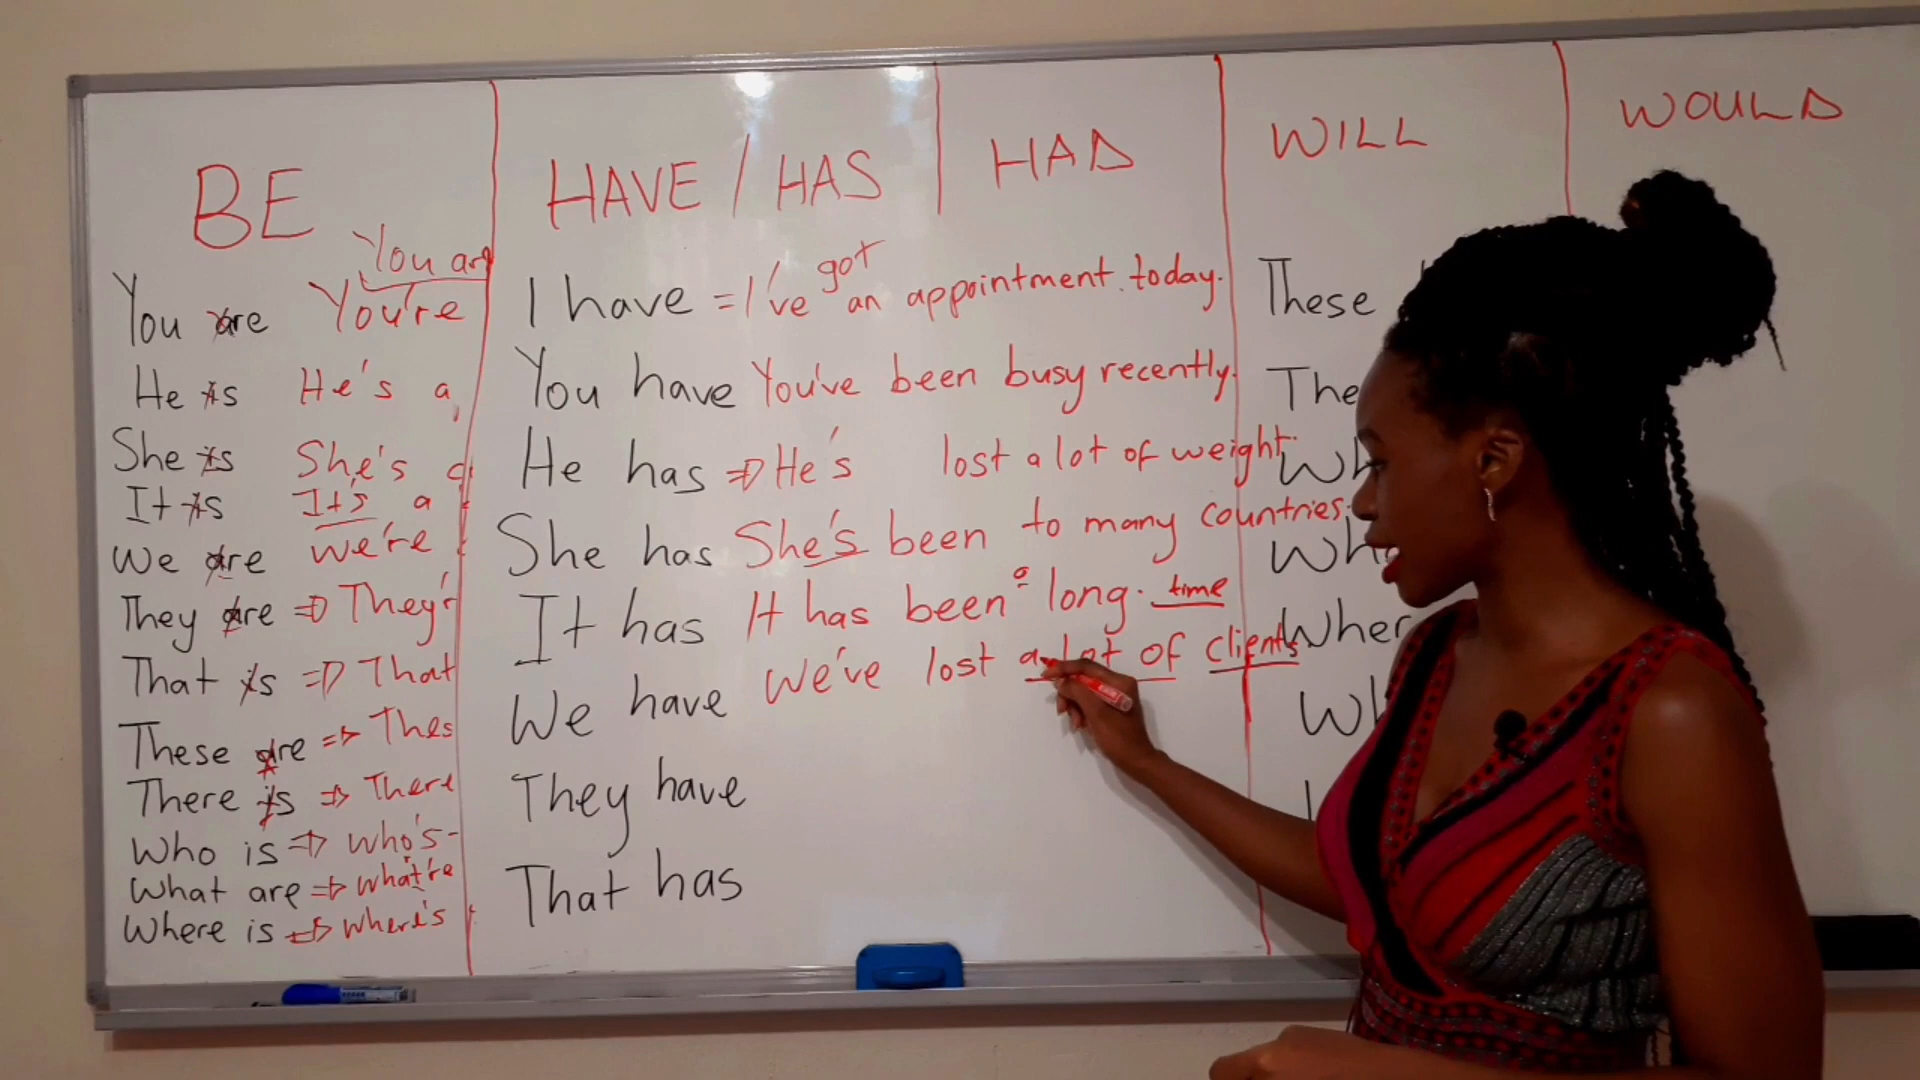 BE
HAVE / HAS
HAD
WILL
WOULD
You are
You are You're
He is He's a
She is She's
It is It's a
We are we're
They are => They'r
That is => That
These are => Thes
There is => There
Who is => who's-
What are => what're
Where is => where's
I have = I've got an appointment. today.
You have You've been busy recently.
He has => He's lost a lot of weight.
She has She's been to many countries.
It has It has been a long. time
We have We've lost a lot of clients
They have
That has
These
The
Wh
Wh
Wher
Wh